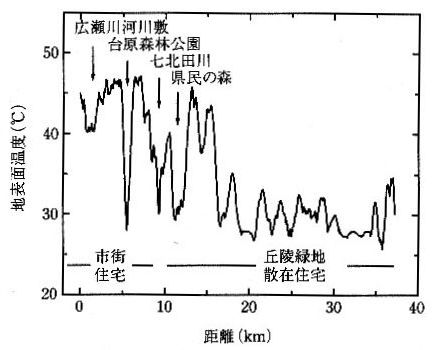 広瀬川河川敷
台原森林公園
七北田川
県民の森
50
40
30
20
地表面温度(℃)
市街
住宅
丘陵緑地
散在住宅
0
5
10
15
20
30
40
距離 (km)